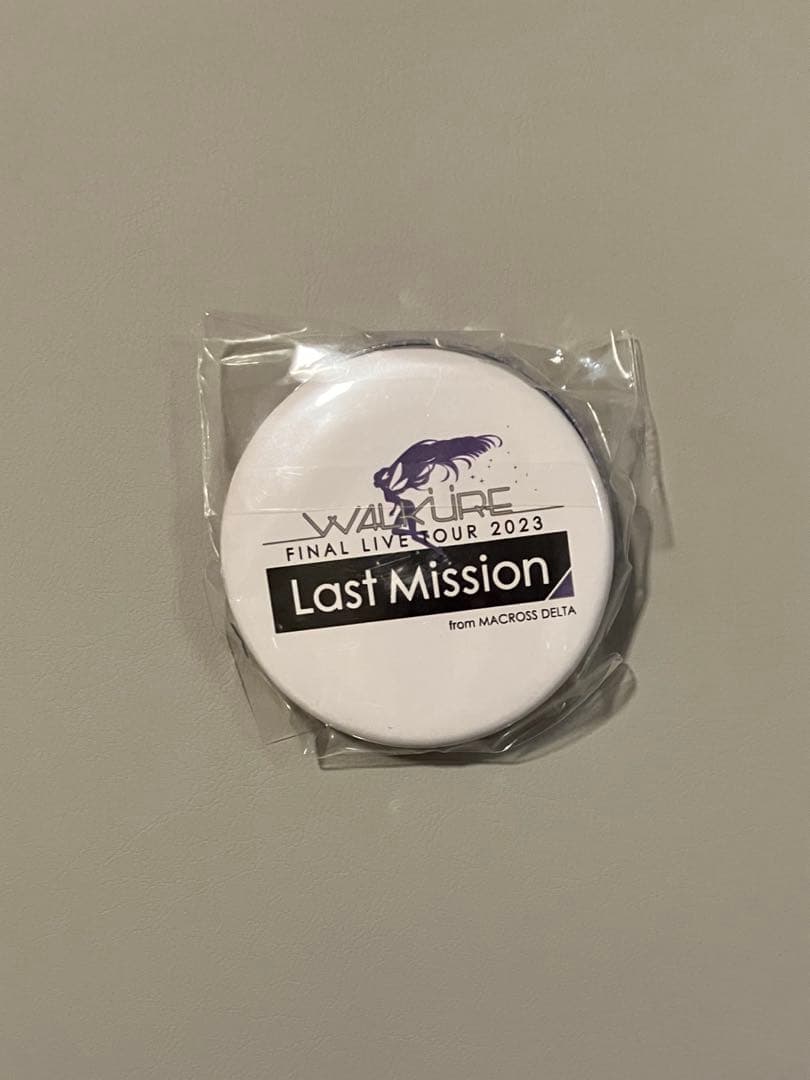 WALKÜRE
FINAL LIVE TOUR 2023
Last Mission
from MACROSS DELTA